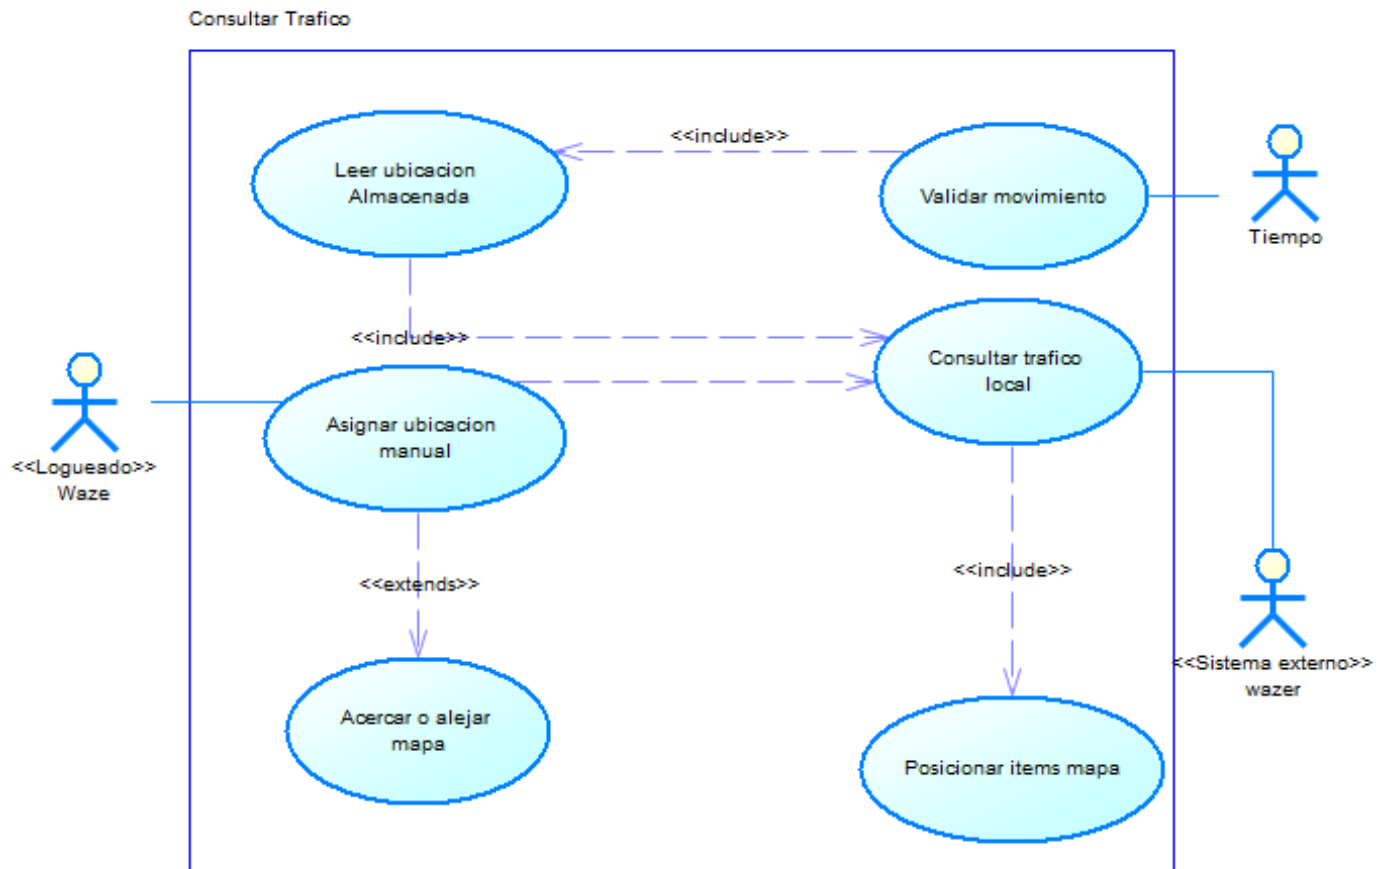 Consultar Trafico
<<include>>
Leer ubicacion
Almacenada
Validar movimiento
Tiempo
<<include>>
Consultar trafico
local
Asignar ubicacion
manual
<<Logueado>>
Waze
<<extends>>
<<include>>
<<Sistema externo>>
wazer
Acercar o alejar
mapa
Posicionar items mapa